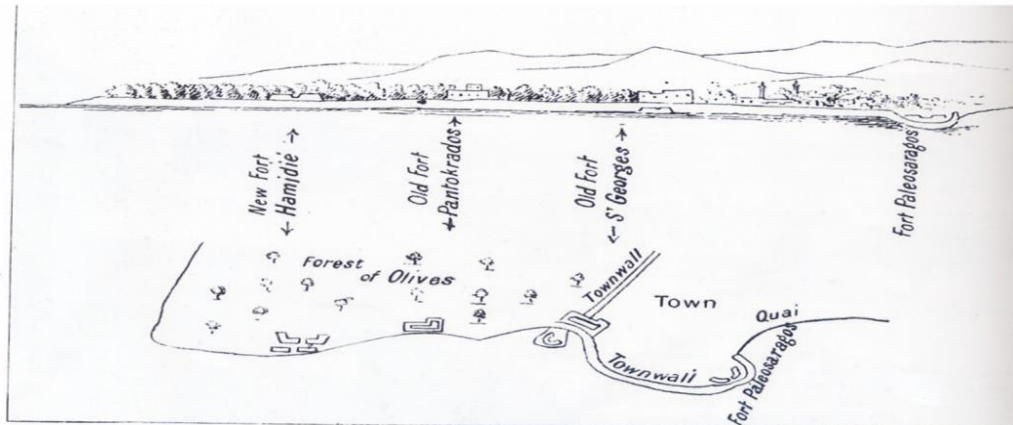 New Fort
Hamidié
Old Fort
Pantokrados
Old Fort
St Georges
Fort Paleosaragos
Forest
of Olives
Townwall
Town
Quai
Townwall
Fort Paleosaragos